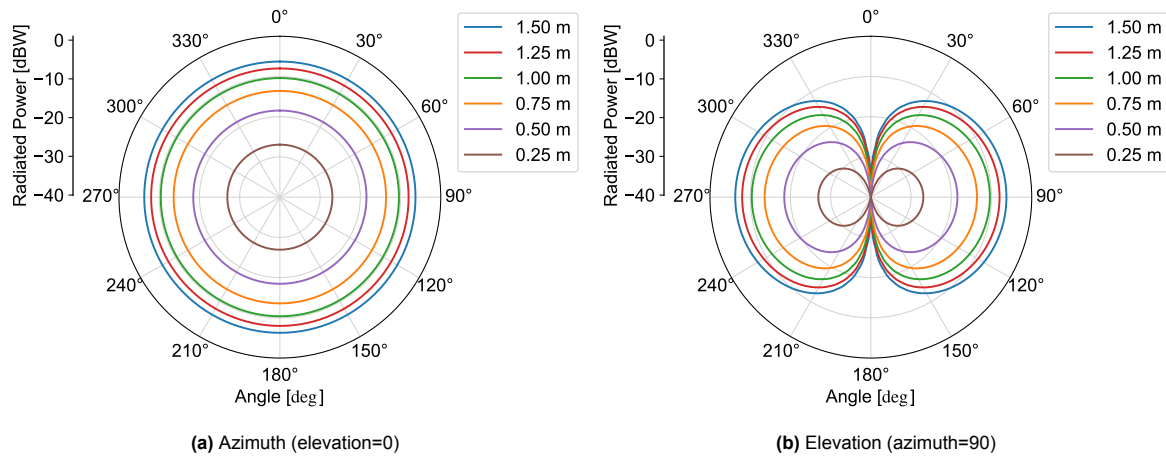 Radiated Power [dBW]
0
−10
−20
−30
−40
0°
30°
60°
90°
120°
150°
180°
210°
240°
270°
300°
330°
Angle [deg]
1.50 m
1.25 m
1.00 m
0.75 m
0.50 m
0.25 m
(a) Azimuth (elevation=0)
Radiated Power [dBW]
0
−10
−20
−30
−40
0°
30°
60°
90°
120°
150°
180°
210°
240°
270°
300°
330°
Angle [deg]
1.50 m
1.25 m
1.00 m
0.75 m
0.50 m
0.25 m
(b) Elevation (azimuth=90)